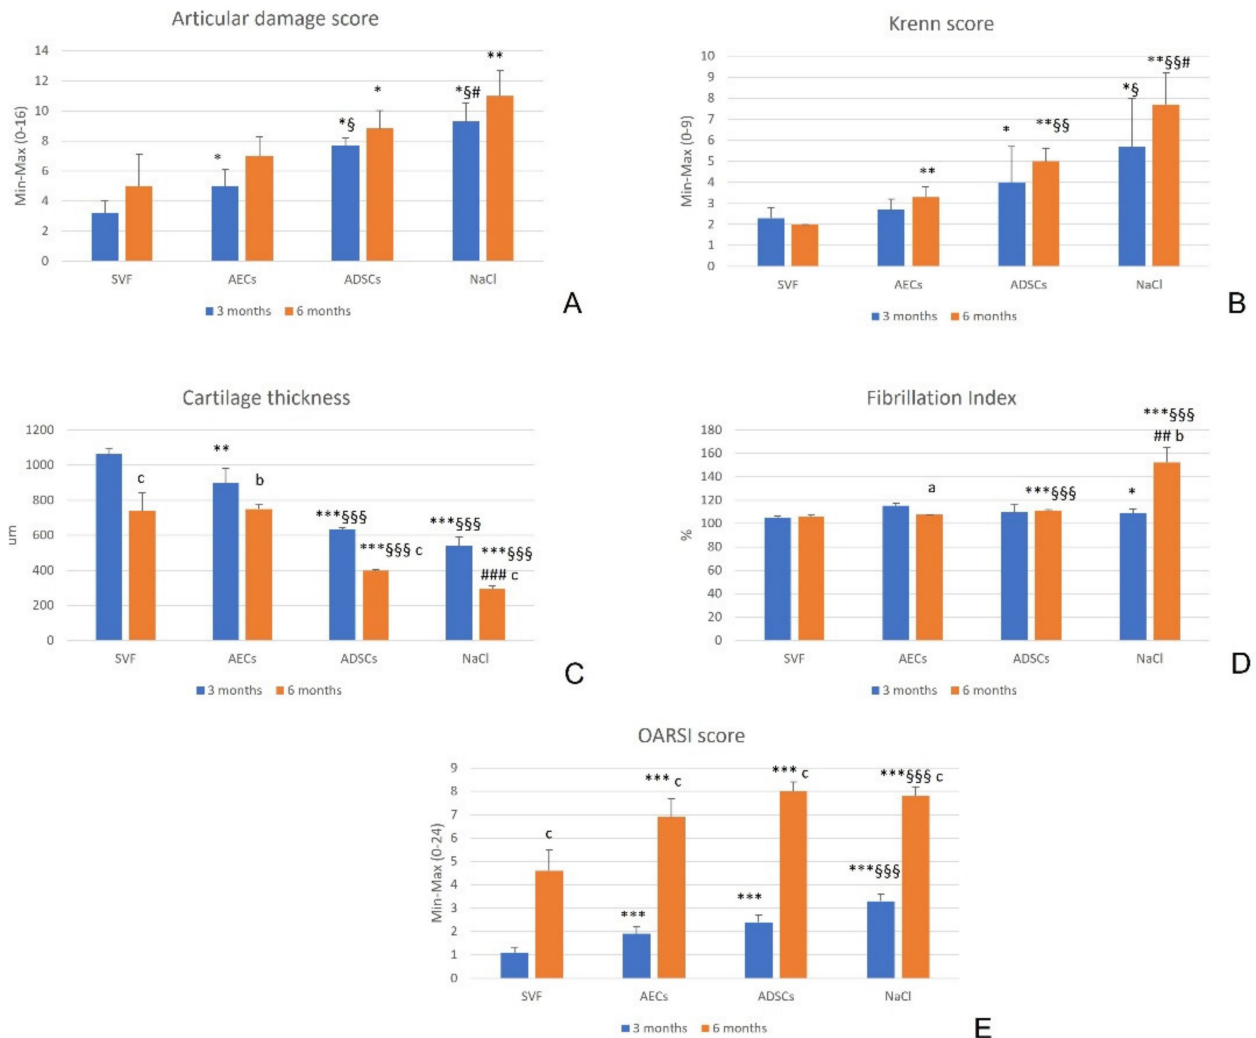 Articular damage score
Min-Max (0-16)
14
12
10
8
6
4
2
0
*
*§
*
*§#
**
SVF
AECs
ADSCs
NaCl
3 months
6 months
A
Krenn score
Min-Max (0-9)
10
9
8
7
6
5
4
3
2
1
0
**
*
**§§
*§
**§§#
SVF
AECs
ADSCs
NaCl
3 months
6 months
B
Cartilage thickness
um
1200
1000
800
600
400
200
0
c
**
b
***§§§
***§§§ c
***§§§
***§§§
### c
SVF
AECs
ADSCs
NaCl
3 months
6 months
C
Fibrillation Index
%
180
160
140
120
100
80
60
40
20
0
a
***§§§
*
***§§§
## b
SVF
AECs
ADSCs
NaCl
3 months
6 months
D
OARSI score
Min-Max (0-24)
9
8
7
6
5
4
3
2
1
0
c
***
*** c
***
*** c
***§§§
***§§§ c
SVF
AECs
ADSCs
NaCl
3 months
6 months
E